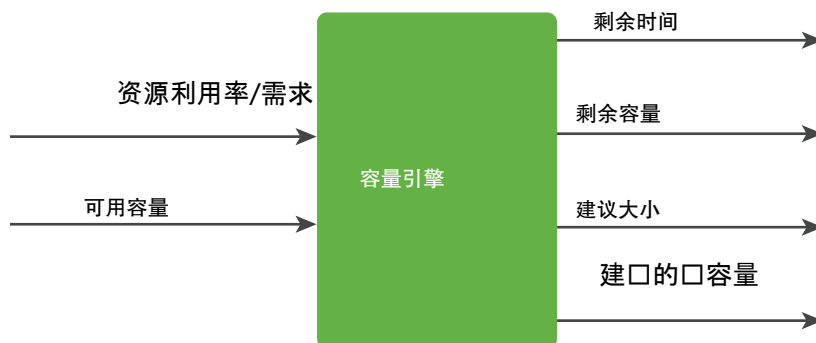 剩余时间
资源利用率/需求
剩余容量
容量引擎
可用容量
建议大小
建□的□容量